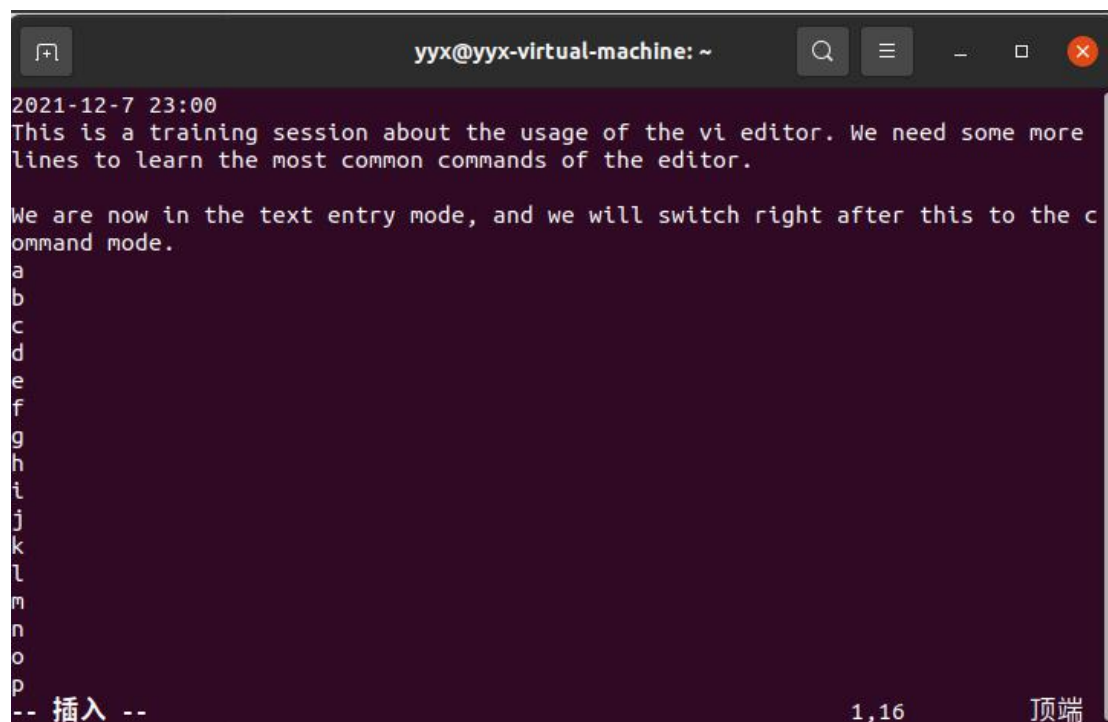 yyx@yyx-virtual-machine: ~
2021-12-7 23:00
This is a training session about the usage of the vi editor. We need some more
lines to learn the most common commands of the editor.
We are now in the text entry mode, and we will switch right after this to the c
ommand mode.
a
b
c
d
e
f
g
h
i
j
k
l
m
n
o
p
-- 插入 -- 1,16 顶端